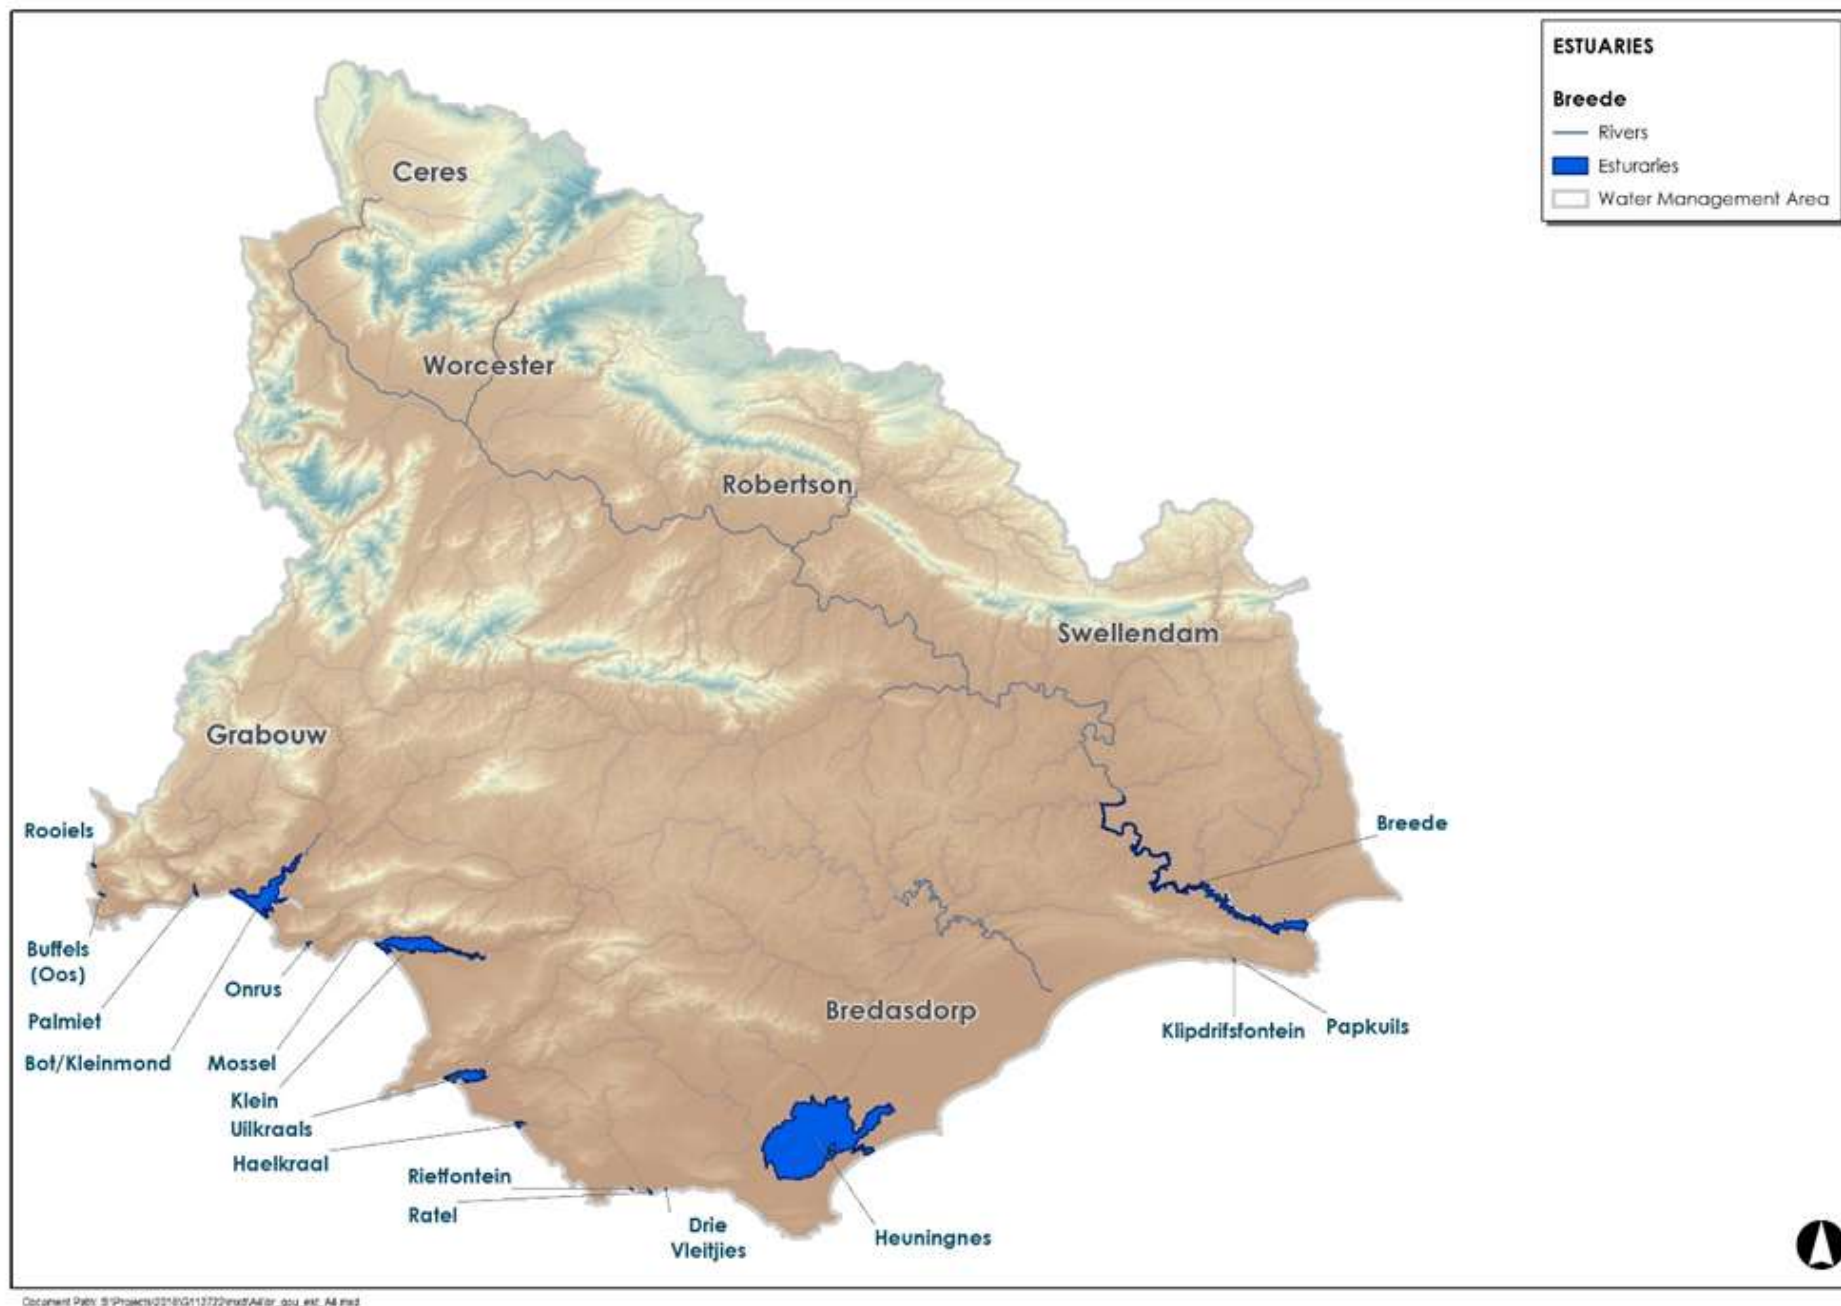 ESTUARIES
Breede
Rivers
Esturaries
Water Management Area
Ceres
Worcester
Robertson
Swellendam
Grabouw
Rooiels
Breede
Buffels
(Oos)
Onrus
Palmiet
Bot/Kleinmond
Mossel
Klein
Uilkraals
Haelkraal
Bredasdorp
Klipdrifsfontein
Papkuils
Rietfontein
Ratel
Drie
Vleitjies
Heuningnes